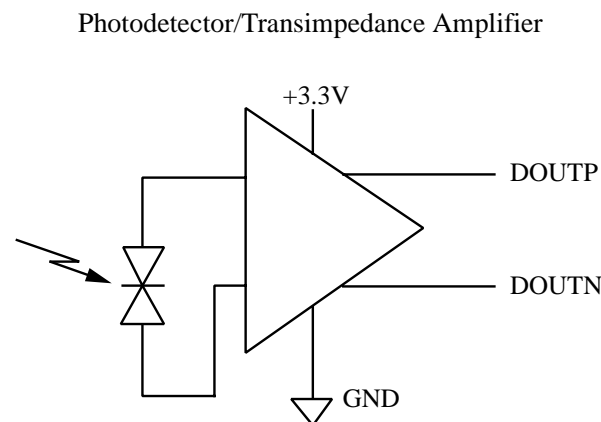 Photodetector/Transimpedance Amplifier
+3.3V
DOUTP
DOUTN
GND